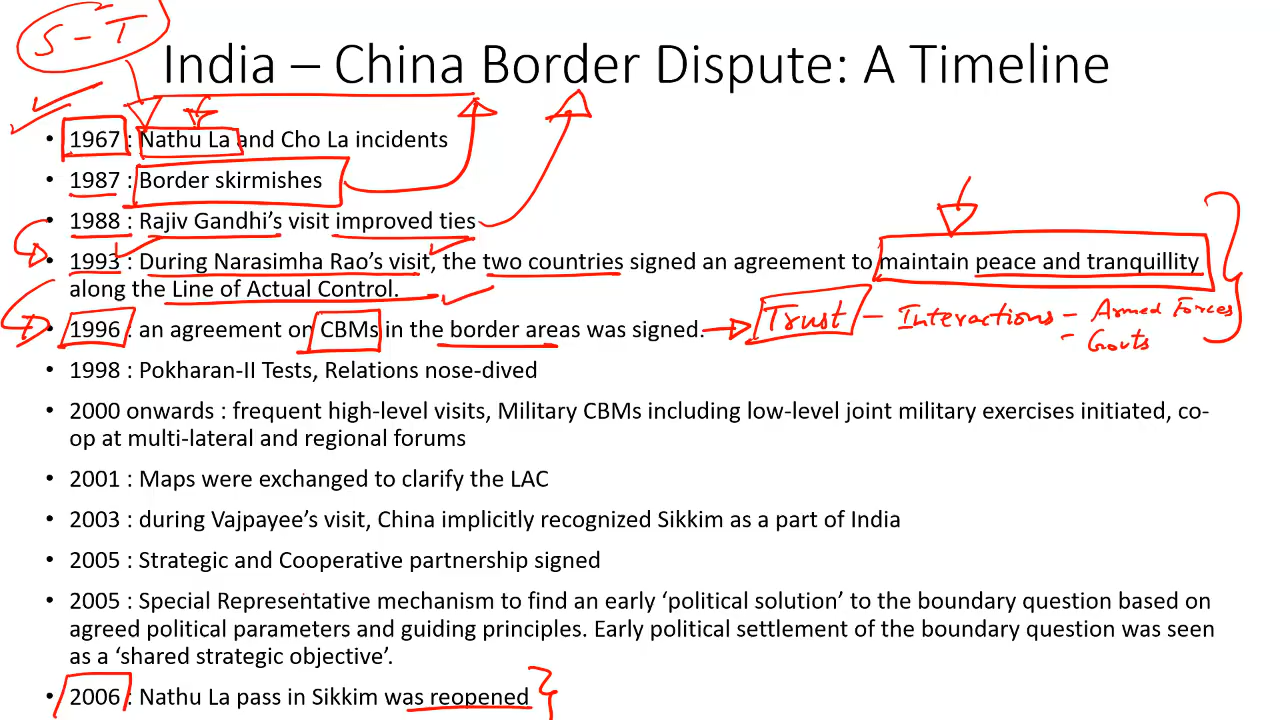 S - T
India – China Border Dispute: A Timeline
• 1967 : Nathu La and Cho La incidents
• 1987 : Border skirmishes
• 1988 : Rajiv Gandhi's visit improved ties
• 1993 : During Narasimha Rao's visit, the two countries signed an agreement to maintain peace and tranquillity
along the Line of Actual Control.
• 1996 : an agreement on CBMs in the border areas was signed. Trust – Interactions – Armed Forces
– Govts
• 1998 : Pokharan-II Tests, Relations nose-dived
• 2000 onwards : frequent high-level visits, Military CBMs including low-level joint military exercises initiated, co-
op at multi-lateral and regional forums
• 2001 : Maps were exchanged to clarify the LAC
• 2003 : during Vajpayee's visit, China implicitly recognized Sikkim as a part of India
• 2005 : Strategic and Cooperative partnership signed
• 2005 : Special Representative mechanism to find an early ‘political solution’ to the boundary question based on
agreed political parameters and guiding principles. Early political settlement of the boundary question was seen
as a ‘shared strategic objective’.
• 2006 : Nathu La pass in Sikkim was reopened